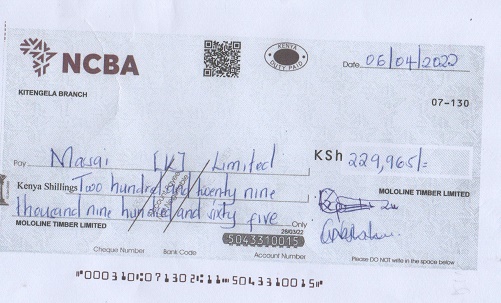 NCBA
KENYA
DUTY PAID
Date 06/04/2022
KITENGELA BRANCH
07-130
Pay Masai [K] Limited
KSh 229,965/=
Kenya Shillings Two hundred and twenty nine
MOLOLINE TIMBER LIMITED
thousand nine hundred and sixty five Only
MOLOLINE TIMBER LIMITED
28/03/22
5043310015
Cheque Number Bank Code Account Number
Please DO NOT write in the space below
"000310"071302"11"5043310015"